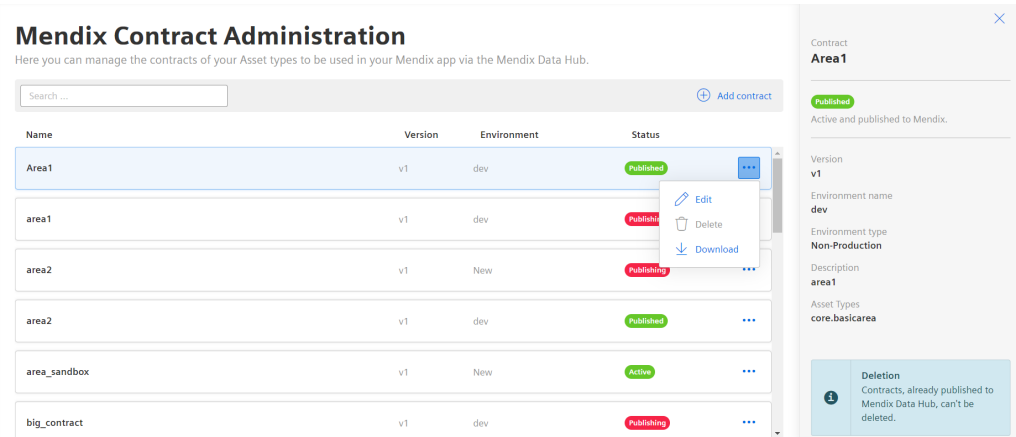 Mendix Contract Administration
Here you can manage the contracts of your Asset types to be used in your Mendix app via the Mendix Data Hub.
Search ...
Add contract
Name Version Environment Status
Area1 v1 dev Published
area1 v1 dev
area2 v1 New Publishing
area2 v1 dev Published
area_sandbox v1 New Active
big_contract v1 dev Publishing
Edit
Delete
Download
Contract
Area1
Published
Active and published to Mendix.
Version
v1
Environment name
dev
Environment type
Non-Production
Description
area1
Asset Types
core.basicarea
Deletion
Contracts, already published to
Mendix Data Hub, can't be
deleted.